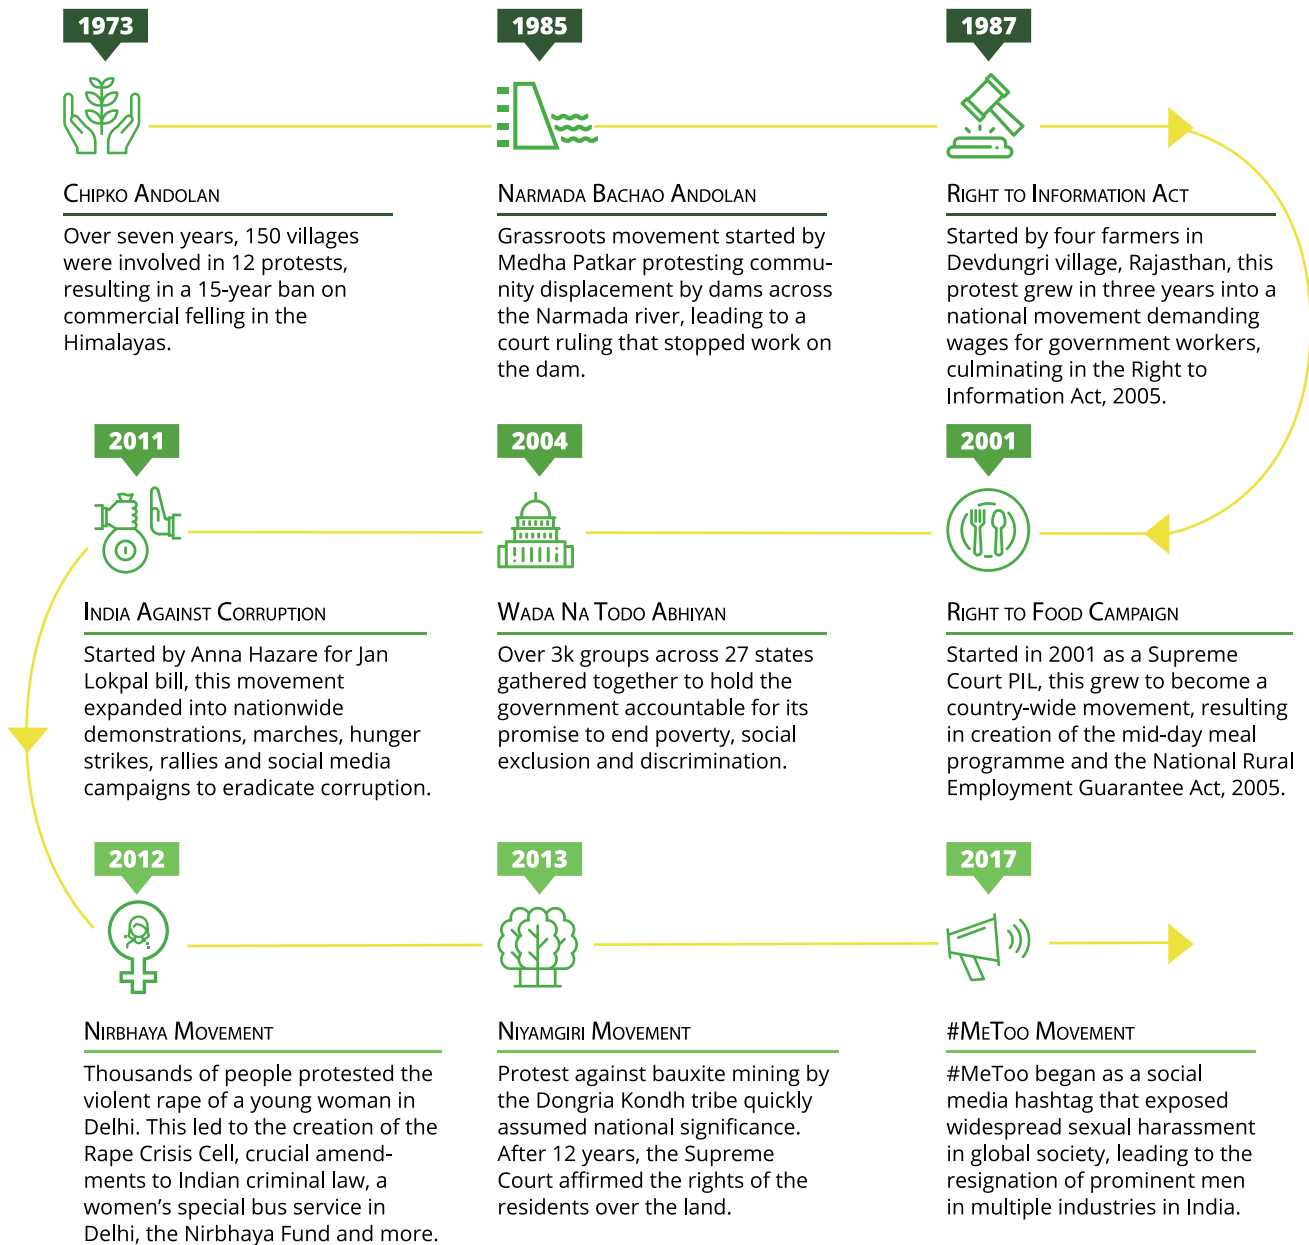 1973
CHIPKO ANDOLAN
Over seven years, 150 villages
were involved in 12 protests,
resulting in a 15-year ban on
commercial felling in the
Himalayas.
1985
NARMADA BACHAO ANDOLAN
Grassroots movement started by
Medha Patkar protesting commu-
nity displacement by dams across
the Narmada river, leading to a
court ruling that stopped work on
the dam.
1987
RIGHT TO INFORMATION ACT
Started by four farmers in
Devdungri village, Rajasthan, this
protest grew in three years into a
national movement demanding
wages for government workers,
culminating in the Right to
Information Act, 2005.
2001
RIGHT TO FOOD CAMPAIGN
Started in 2001 as a Supreme
Court PIL, this grew to become a
country-wide movement, resulting
in creation of the mid-day meal
programme and the National Rural
Employment Guarantee Act, 2005.
2004
WADA NA TODO ABHIYAN
Over 3k groups across 27 states
gathered together to hold the
government accountable for its
promise to end poverty, social
exclusion and discrimination.
2011
INDIA AGAINST CORRUPTION
Started by Anna Hazare for Jan
Lokpal bill, this movement
expanded into nationwide
demonstrations, marches, hunger
strikes, rallies and social media
campaigns to eradicate corruption.
2012
NIRBHAYA MOVEMENT
Thousands of people protested the
violent rape of a young woman in
Delhi. This led to the creation of the
Rape Crisis Cell, crucial amend-
ments to Indian criminal law, a
women’s special bus service in
Delhi, the Nirbhaya Fund and more.
2013
NIYAMGIRI MOVEMENT
Protest against bauxite mining by
the Dongria Kondh tribe quickly
assumed national significance.
After 12 years, the Supreme
Court affirmed the rights of the
residents over the land.
2017
#METOO MOVEMENT
#MeToo began as a social
media hashtag that exposed
widespread sexual harassment
in global society, leading to the
resignation of prominent men
in multiple industries in India.